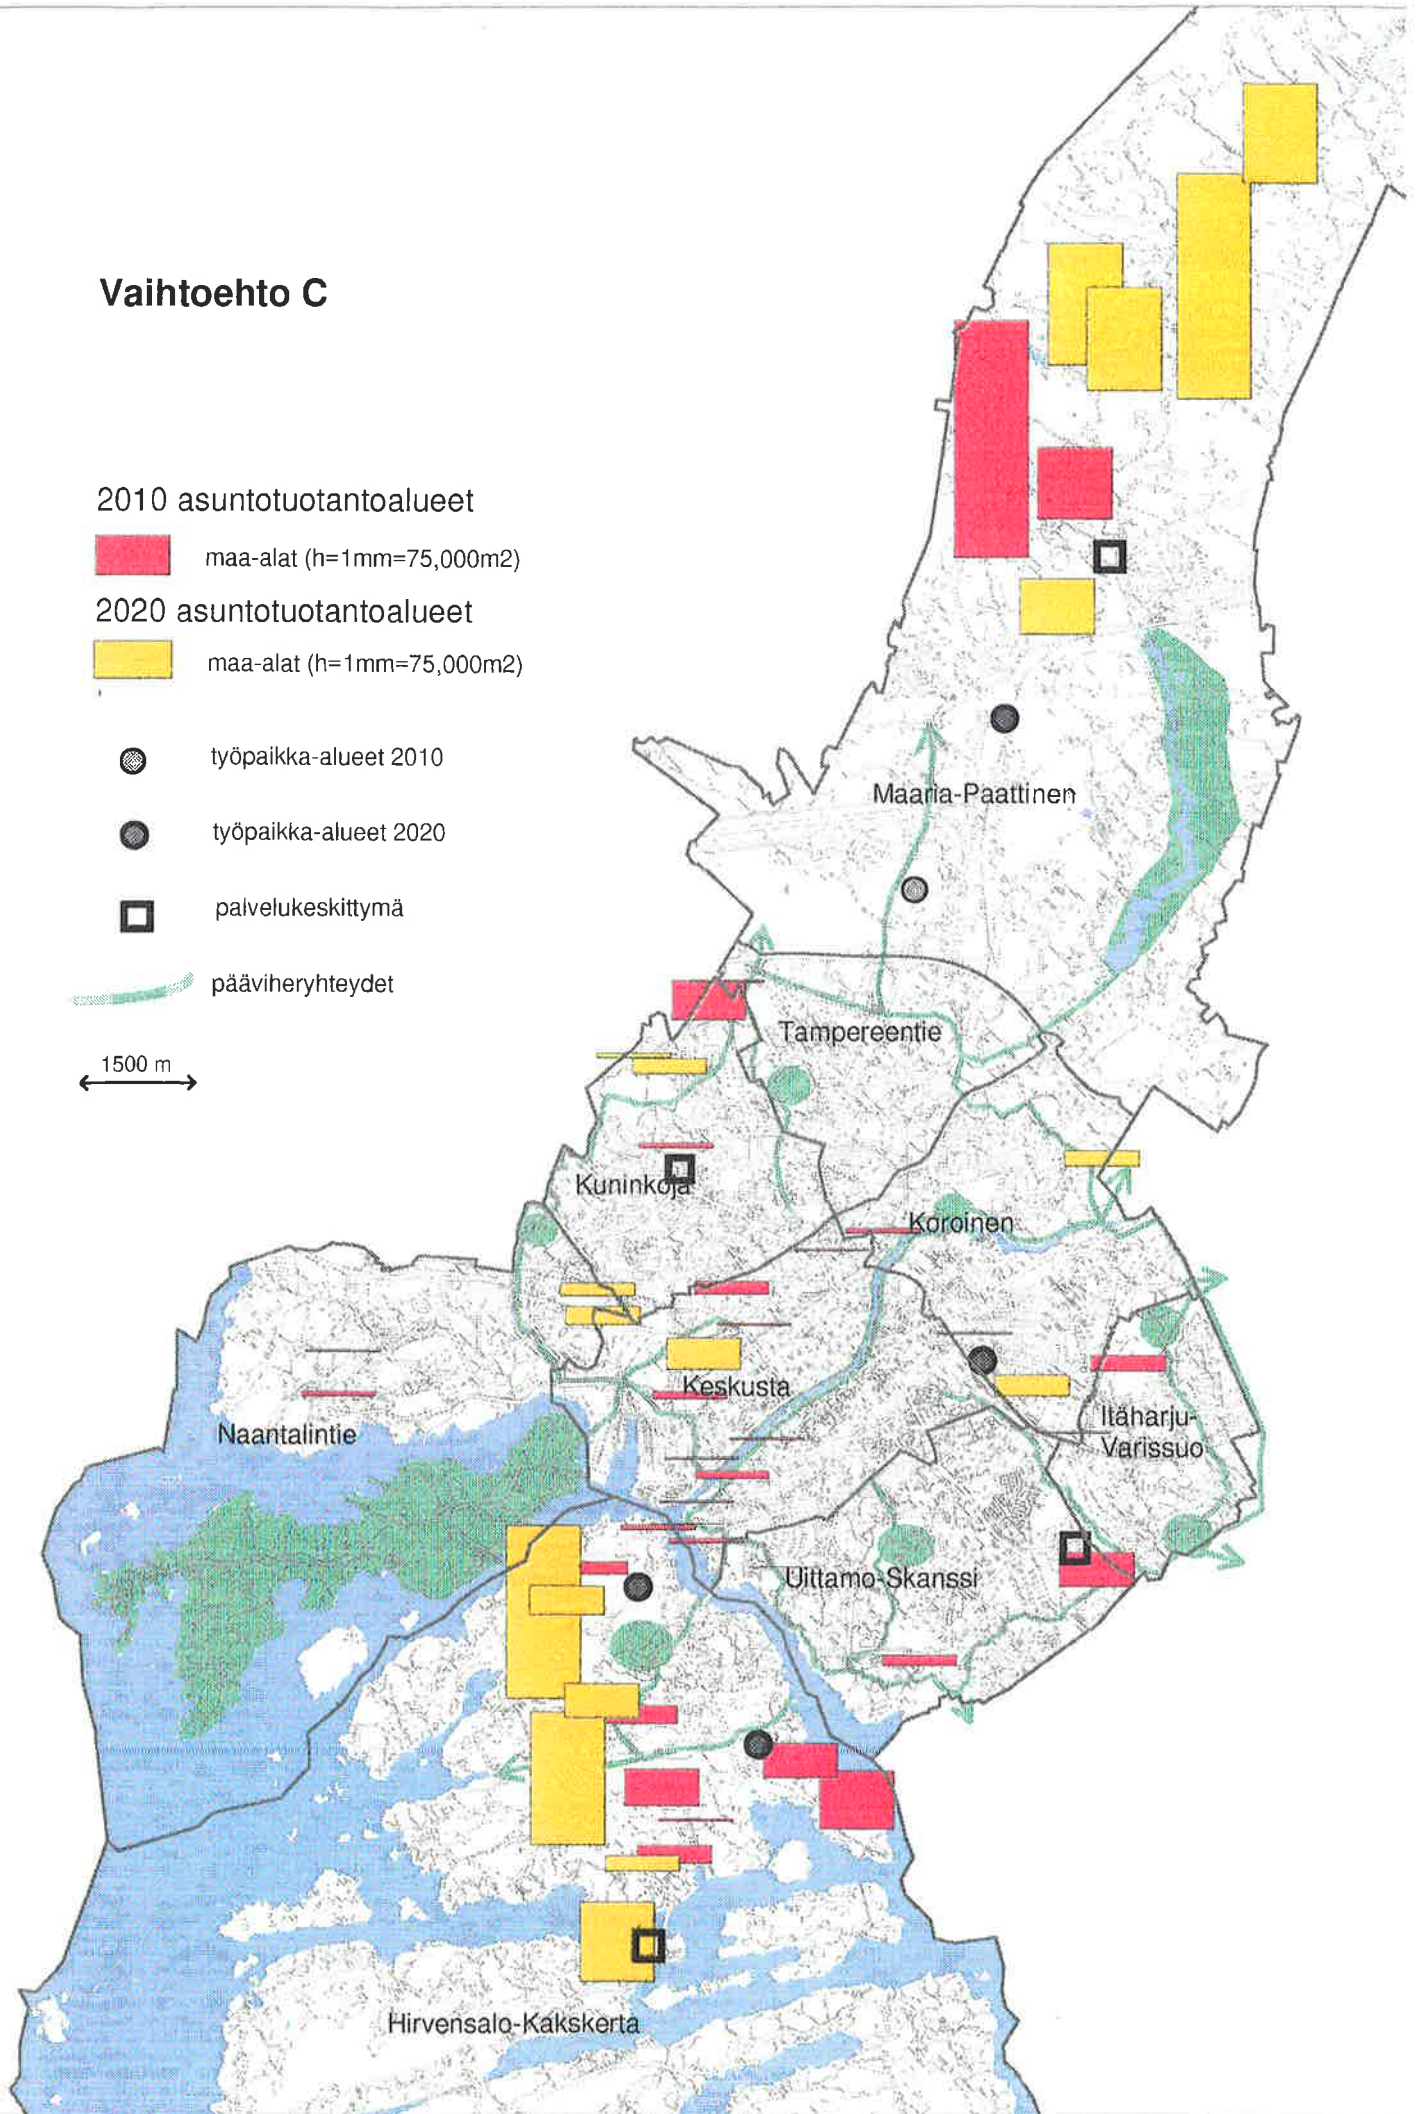 Vaihtoehto C
2010 asuntotuotantoalueet
maa-alat (h=1mm=75,000m2)
2020 asuntotuotantoalueet
maa-alat (h=1mm=75,000m2)
työpaikka-alueet 2010
työpaikka-alueet 2020
palvelukeskittymä
pääviheryhteydet
1500 m
Maaria-Paattinen
Tampereentie
Kuninkoja
Koroinen
Keskusta
Itäharju-
Varissuo
Naantalintie
Uittamo-Skanssi
Hirvensalo-Kakskerta